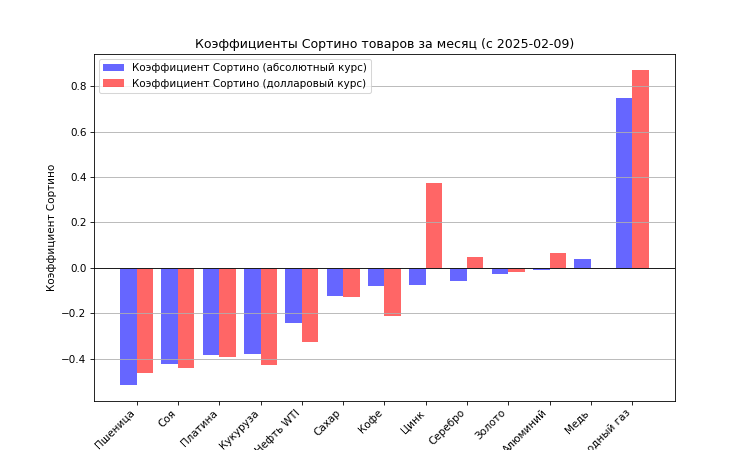 Коэффициенты Сортино товаров за месяц (с 2025-02-09)
Коэффициент Сортино (абсолютный курс)
Коэффициент Сортино (долларовый курс)
Коэффициент Сортино
0.8
0.6
0.4
0.2
0.0
−0.2
−0.4
Пшеница
Соя
Платина
Кукуруза
Нефть WTI
Сахар
Кофе
Цинк
Серебро
Золото
Алюминий
Медь
одный газ